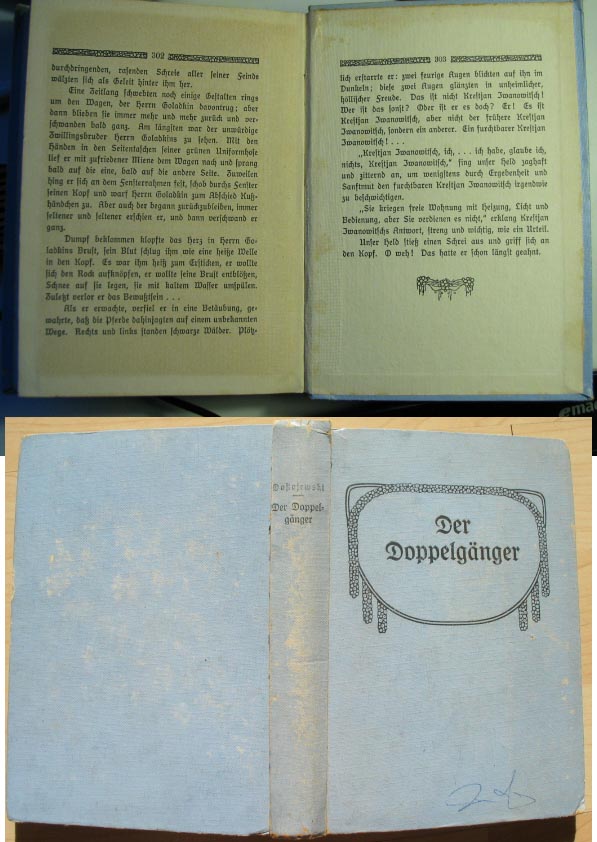 302
durchdringenden, rasenden Schreie aller seiner Feinde
wälzten sich als Geleit hinter ihm her.
Eine Zeitlang schwebten noch einige Gestalten rings
um den Wagen, der Herrn Goladkin davontrug; aber
dann blieben sie immer mehr und mehr zurück und ver-
schwanden bald ganz. Am längsten war der unwürdige
Zwillingsbruder Herrn Goladkins zu sehen. Mit den
Händen in den Seitentaschen seiner grünen Uniformhose
lief er mit zufriedener Miene dem Wagen nach und sprang
bald auf die eine, bald auf die andere Seite. Zuweilen
hing er sich an den Fensterrahmen fest, schob durchs Fenster
seinen Kopf und warf Herrn Goladkin zum Abschied Kuß-
händchen zu. Aber auch der begann zurückzubleiben, immer
seltener und seltener erschien er, und dann verschwand er
ganz.
Dumpf beklommen klopfte das Herz in Herrn Go-
ladkins Brust, sein Blut schlug ihm wie eine heiße Welle
in den Kopf. Es war ihm heiß zum Ersticken, er wollte
sich den Rock aufknöpfen, er wollte seine Brust entblößen,
Schnee auf sie legen, sie mit kaltem Wasser umspülen.
Zuletzt verlor er das Bewußtsein . . .
Als er erwachte, verfiel er in eine Betäubung, ge-
wahrte, daß die Pferde dahinjagten auf einem unbekannten
Wege. Rechts und links standen schwarze Wälder. Plötz-
303
lich erstarrte er: zwei feurige Augen blickten auf ihn im
Dunkeln; diese zwei Augen glänzten in unheimlicher,
höllischer Freude. Das ist nicht Krestjan Iwanowitsch!
Wer ist das sonst? Oder ist er es doch? Er! Es ist
Krestjan Iwanowitsch, aber nicht der frühere Krestjan
Iwanowitsch, sondern ein anderer. Ein furchtbarer Krestjan
Iwanowitsch! . . .
„Krestjan Iwanowitsch, ich, . . . ich habe, glaube ich,
nichts, Krestjan Iwanowitsch,“ fing unser Held zaghaft
und zitternd an, um wenigstens durch Ergebenheit und
Sanftmut den furchtbaren Krestjan Iwanowitsch irgendwie
zu beschwichtigen.
„Sie kriegen freie Wohnung mit Heizung, Licht und
Bedienung, aber Sie verdienen es nicht,“ erklang Krestjan
Iwanowitschs Antwort, streng und wichtig, wie ein Urteil.
Unser Held stieß einen Schrei aus und griff sich an
den Kopf. O weh! Das hatte er schon längst geahnt.
Dostojewski
Der Doppel-
gänger
Der
Doppelgänger